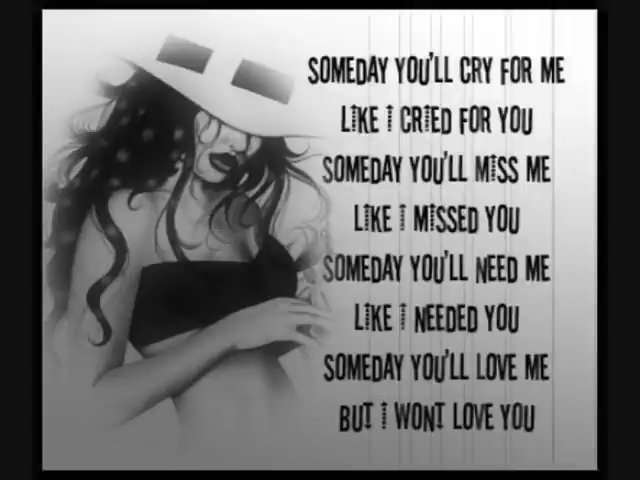 SOMEDAY YOU'LL CRY FOR ME
LIKE I CRIED FOR YOU
SOMEDAY YOU'LL MISS ME
LIKE I MISSED YOU
SOMEDAY YOU'LL NEED ME
LIKE I NEEDED YOU
SOMEDAY YOU'LL LOVE ME
BUT I WONT LOVE YOU